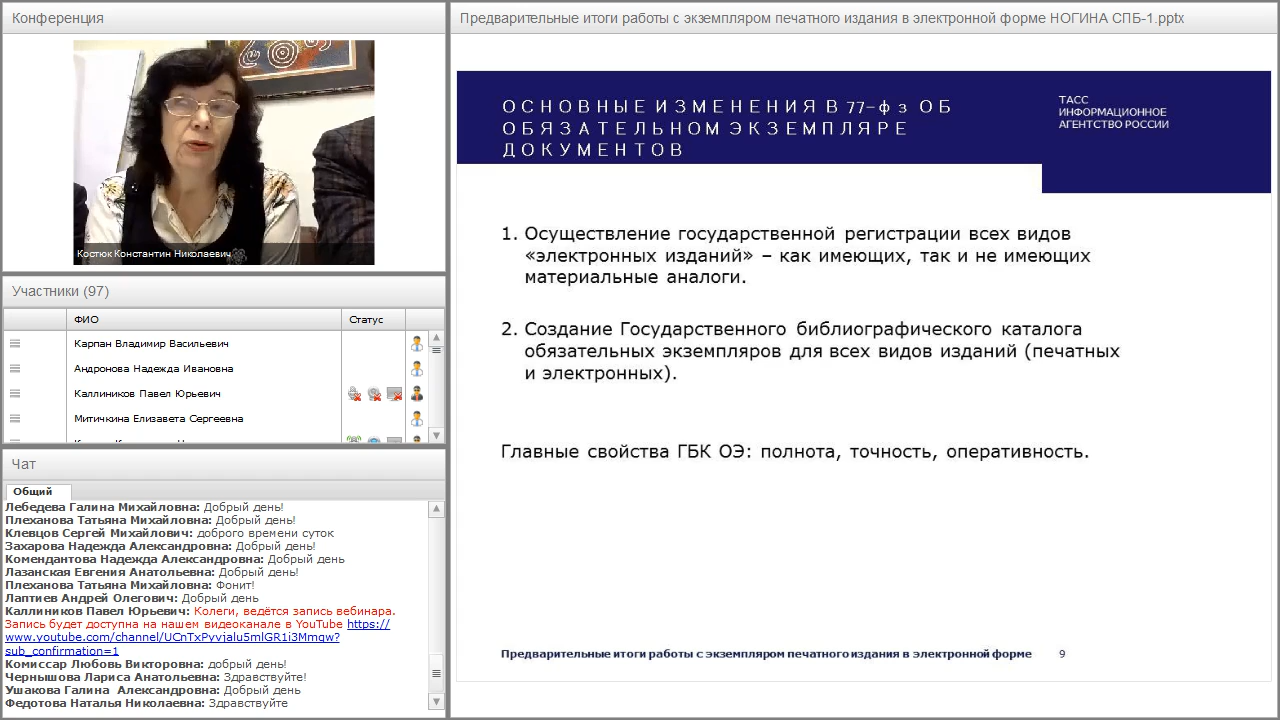 Конференция
Костюк Константин Николаевич
Участники (97)
ФИО
Статус
Карпан Владимир Васильевич
Андронова Надежда Ивановна
Каллиников Павел Юрьевич
Митичкина Елизавета Сергеевна
Чат
Общий
Лебедева Галина Михайловна: Добрый день!
Плеханова Татьяна Михайловна: Добрый день!
Клевцов Сергей Михайлович: доброго времени суток
Захарова Надежда Александровна: Добрый день!
Комендантова Надежда Александровна: Добрый день
Лазанская Евгения Анатольевна: Добрый день!
Плеханова Татьяна Михайловна: Фонит!
Лаптиев Андрей Олегович: Добрый день
Каллиников Павел Юрьевич: Колеги, ведётся запись вебинара.
Запись будет доступна на нашем видеоканале в YouTube https://
www.youtube.com/channel/UCnTxPyvjalu5mlGR1i3Mmqw?
sub_confirmation=1
Комиссар Любовь Викторовна: добрый день!
Чернышова Лариса Анатольевна: Здравствуйте!
Ушакова Галина Александровна: Добрый день
Федотова Наталья Николаевна: Здравствуйте
Предварительные итоги работы с экземпляром печатного издания в электронной форме НОГИНА СПБ-1.pptx
ОСНОВНЫЕ ИЗМЕНЕНИЯ В 77–ф з ОБ
ОБЯЗАТЕЛЬНОМ ЭКЗЕМПЛЯРЕ
ДОКУМЕНТОВ
ТАСС
ИНФОРМАЦИОННОЕ
АГЕНТСТВО РОССИИ
1. Осуществление государственной регистрации всех видов
«электронных изданий» – как имеющих, так и не имеющих
материальные аналоги.
2. Создание Государственного библиографического каталога
обязательных экземпляров для всех видов изданий (печатных
и электронных).
Главные свойства ГБК ОЭ: полнота, точность, оперативность.
Предварительные итоги работы с экземпляром печатного издания в электронной форме 9